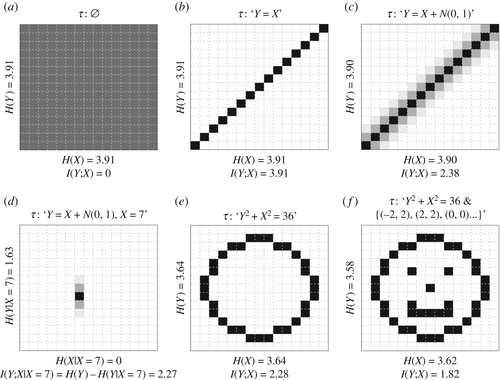 (a)
τ: ∅
H(Y) = 3.91
H(X) = 3.91
I(Y;X) = 0
(b)
τ: ‘Y = X’
H(Y) = 3.91
H(X) = 3.91
I(Y;X) = 3.91
(c)
τ: ‘Y = X + N(0, 1)’
H(Y) = 3.90
H(X) = 3.90
I(Y;X) = 2.38
(d)
τ: ‘Y = X + N(0, 1), X = 7’
H(Y|X = 7) = 1.63
H(X|X = 7) = 0
I(Y;X|X = 7) = H(Y) – H(Y|X = 7) = 2.27
(e)
τ: ‘Y² + X² = 36’
H(Y) = 3.64
H(X) = 3.64
I(Y;X) = 2.28
(f)
τ: ‘Y² + X² = 36 &
{(–2, 2), (2, 2), (0, 0)...}’
H(Y) = 3.58
H(X) = 3.62
I(Y;X) = 1.82